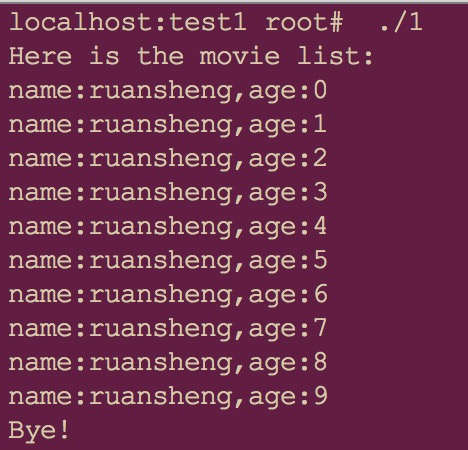 localhost:test1 root#  ./1
Here is the movie list:
name:ruansheng,age:0
name:ruansheng,age:1
name:ruansheng,age:2
name:ruansheng,age:3
name:ruansheng,age:4
name:ruansheng,age:5
name:ruansheng,age:6
name:ruansheng,age:7
name:ruansheng,age:8
name:ruansheng,age:9
Bye!